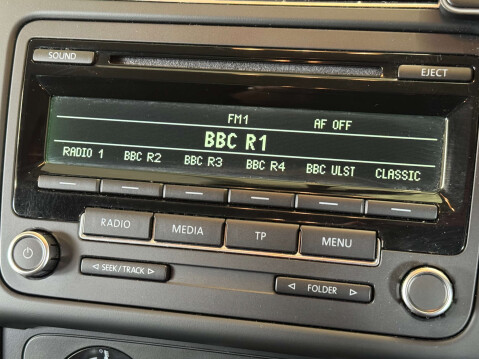 SOUND
EJECT
FM1 AF OFF
BBC R1
RADIO 1 BBC R2 BBC R3 BBC R4 BBC ULST CLASSIC
RADIO MEDIA TP MENU
SEEK/TRACK FOLDER